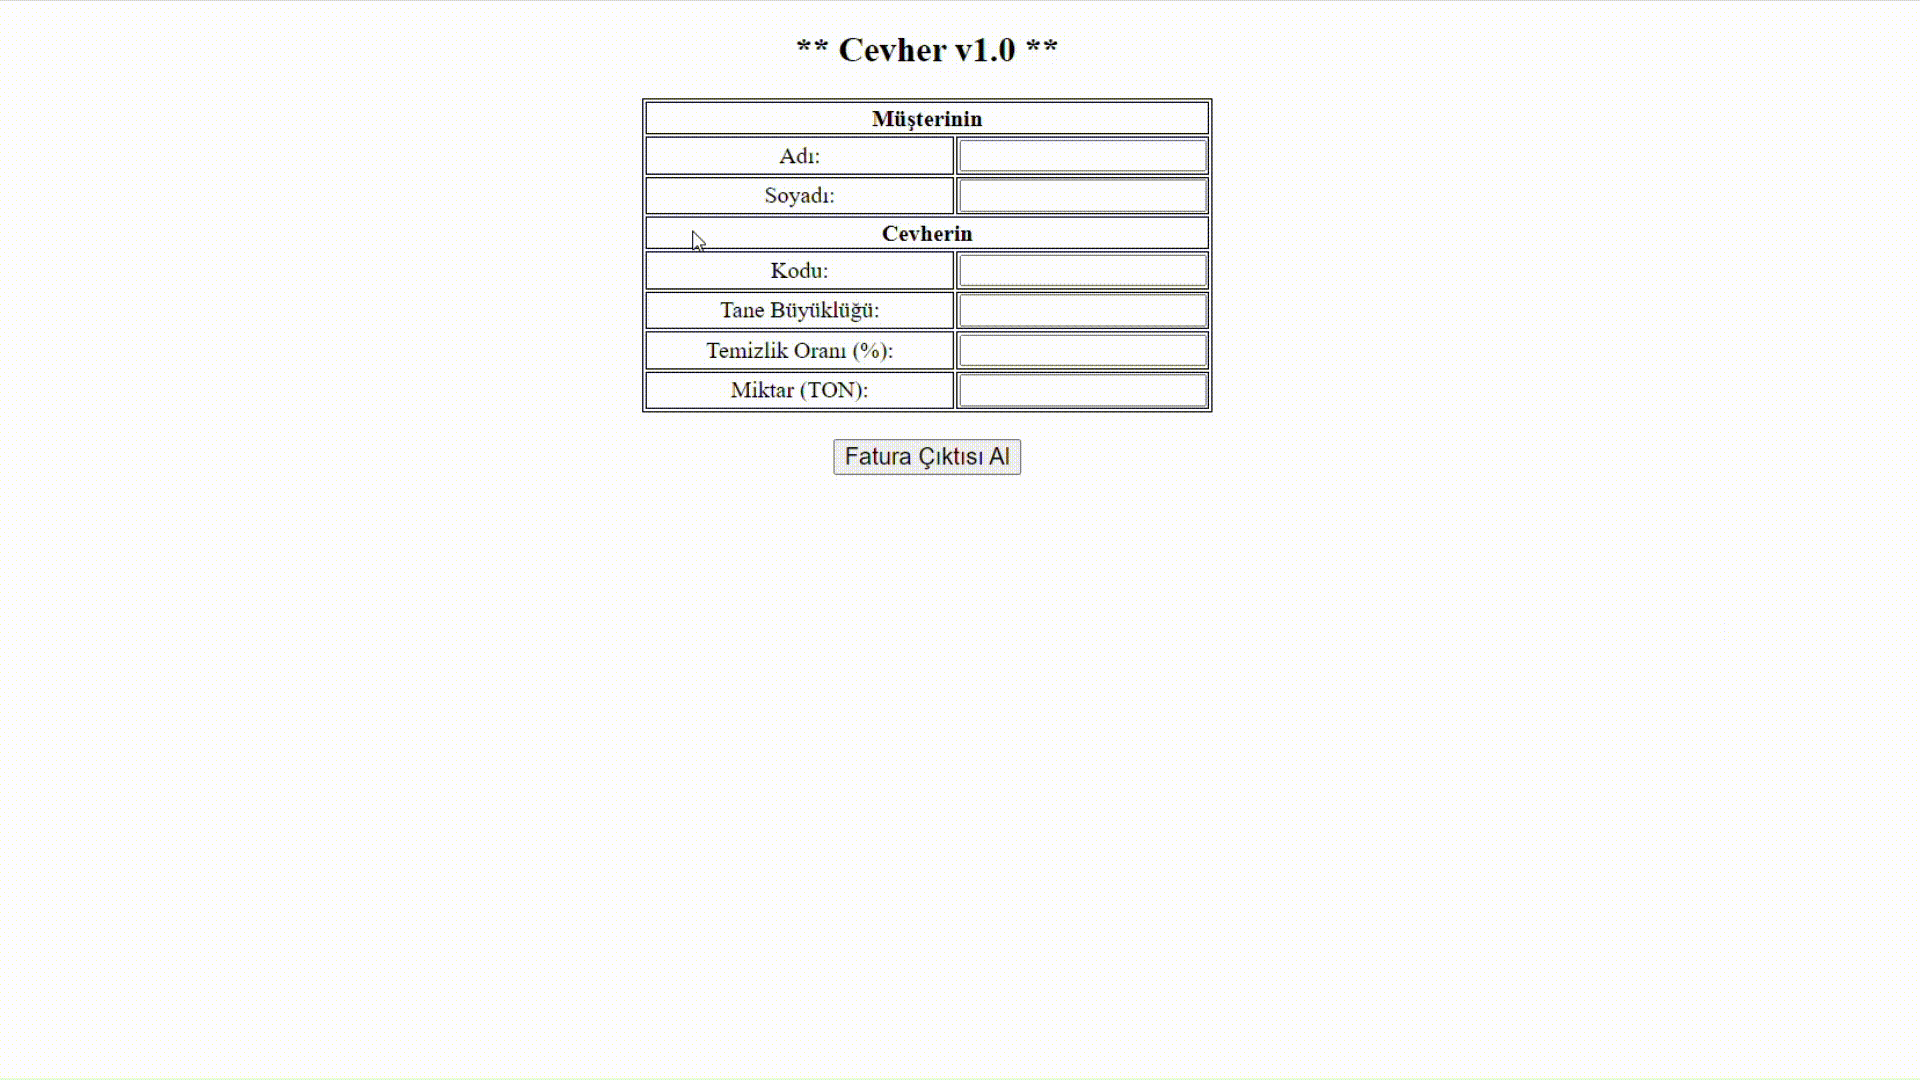 ** Cevher v1.0 **
Müşterinin
Adı:
Soyadı:
Cevherin
Kodu:
Tane Büyüklüğü:
Temizlik Oranı (%):
Miktar (TON):
Fatura Çıktısı Al